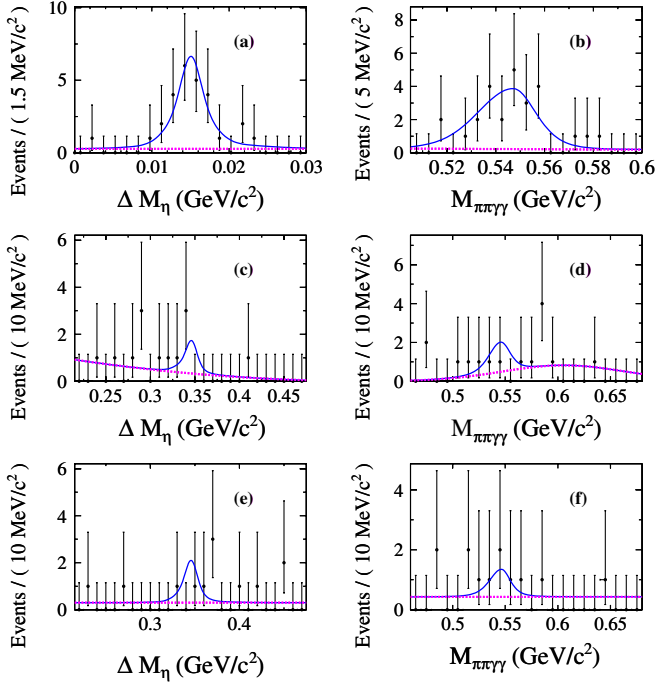 Events / ( 1.5 MeV/c²)
10
5
0
(a)
0 0.01 0.02 0.03
Δ M_η (GeV/c²)
Events / ( 5 MeV/c²)
8
6
4
2
0
(b)
0.52 0.54 0.56 0.58 0.6
M_ππγγ (GeV/c²)
Events / ( 10 MeV/c²)
6
4
2
0
(c)
0.25 0.3 0.35 0.4 0.45
Δ M_η (GeV/c²)
Events / ( 10 MeV/c²)
6
4
2
0
(d)
0.5 0.55 0.6 0.65
M_ππγγ (GeV/c²)
Events / ( 10 MeV/c²)
6
4
2
0
(e)
0.3 0.4
Δ M_η (GeV/c²)
Events / ( 10 MeV/c²)
6
4
2
0
(f)
0.5 0.55 0.6 0.65
M_ππγγ (GeV/c²)